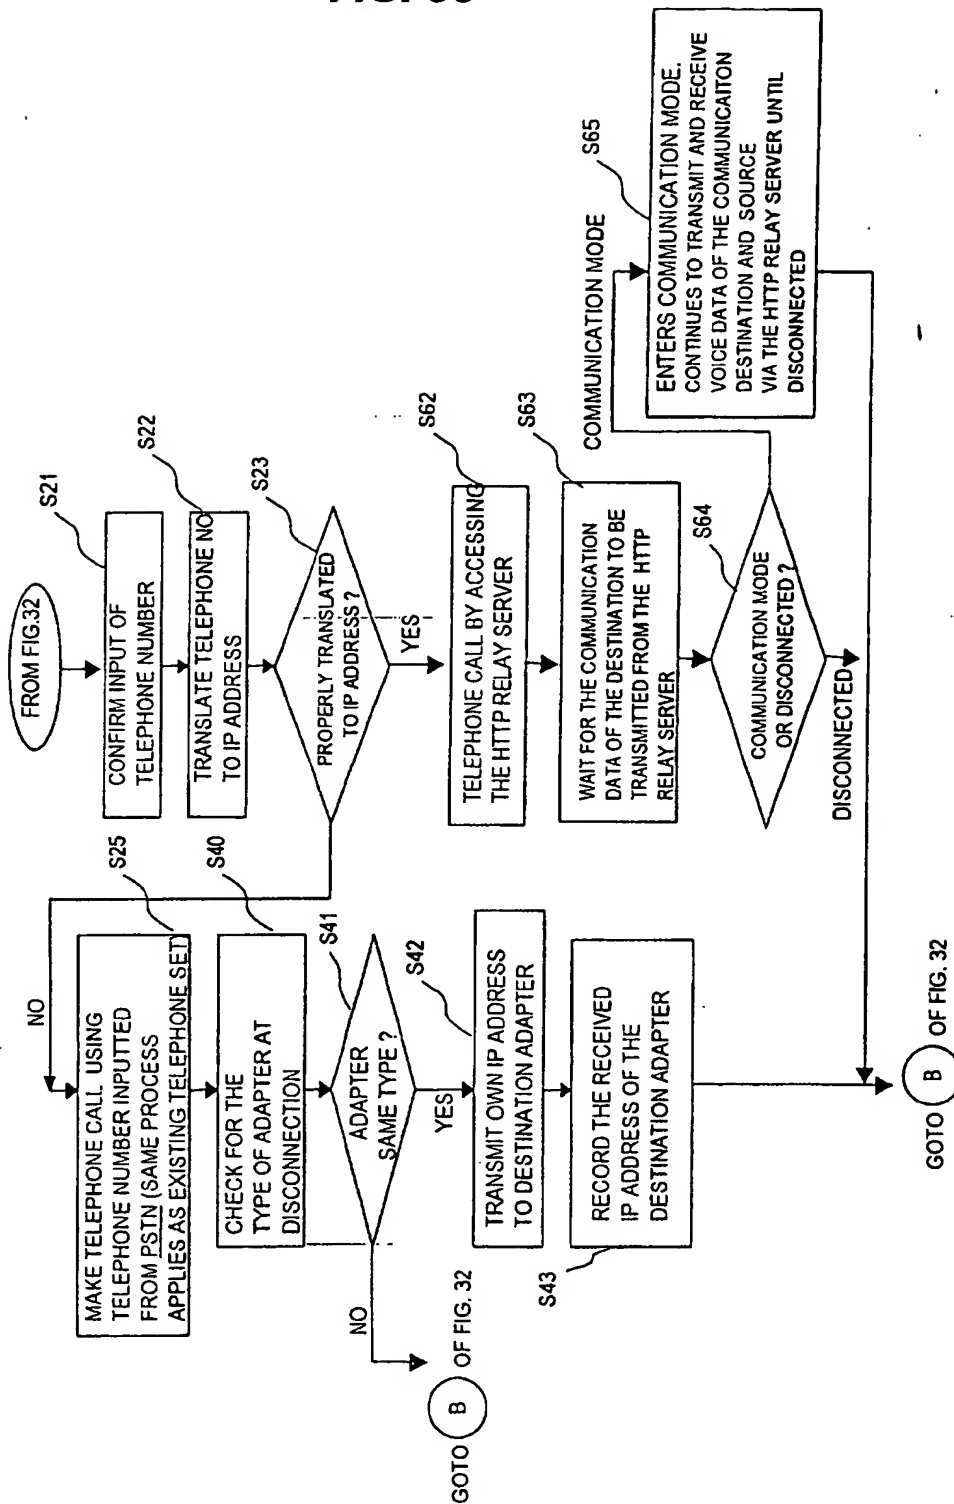 FROM FIG.32
S21
CONFIRM INPUT OF
TELEPHONE NUMBER
S22
TRANSLATE TELEPHONE NO
TO IP ADDRESS
S23
PROPERLY TRANSLATED
TO IP ADDRESS ?
NO
YES
S25
MAKE TELEPHONE CALL USING
TELEPHONE NUMBER INPUTTED
FROM PSTN (SAME PROCESS
APPLIES AS EXISTING TELEPHONE SET)
S40
CHECK FOR THE
TYPE OF ADAPTER AT
DISCONNECTION
S41
ADAPTER
SAME TYPE ?
NO
YES
GOTO B OF FIG. 32
S42
TRANSMIT OWN IP ADDRESS
TO DESTINATION ADAPTER
RECORD THE RECEIVED
IP ADDRESS OF THE
DESTINATION ADAPTER
S43
S62
TELEPHONE CALL BY ACCESSING
THE HTTP RELAY SERVER
S63
WAIT FOR THE COMMUNICATION
DATA OF THE DESTINATION TO BE
TRANSMITTED FROM THE HTTP
RELAY SERVER
S64
COMMUNICATION MODE
OR DISCONNECTED ?
COMMUNICATION MODE
DISCONNECTED
S65
ENTERS COMMUNICATION MODE.
CONTINUES TO TRANSMIT AND RECEIVE
VOICE DATA OF THE COMMUNICAITON
DESTINATION AND SOURCE
VIA THE HTTP RELAY SERVER UNTIL
DISCONNECTED
GOTO B OF FIG. 32